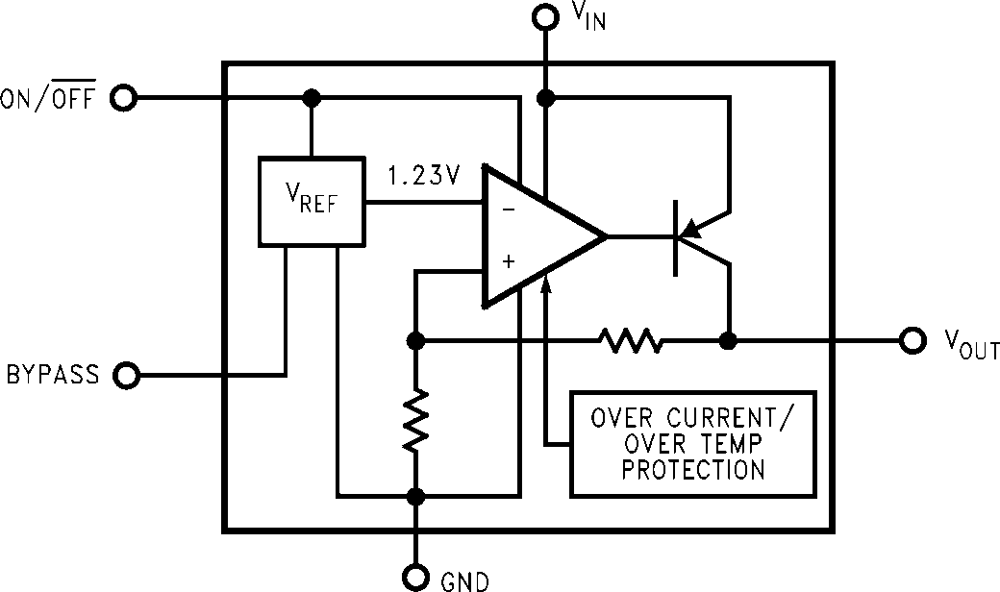 VIN
ON/OFF
1.23V
VREF
−
+
VOUT
BYPASS
OVER CURRENT/
OVER TEMP
PROTECTION
GND